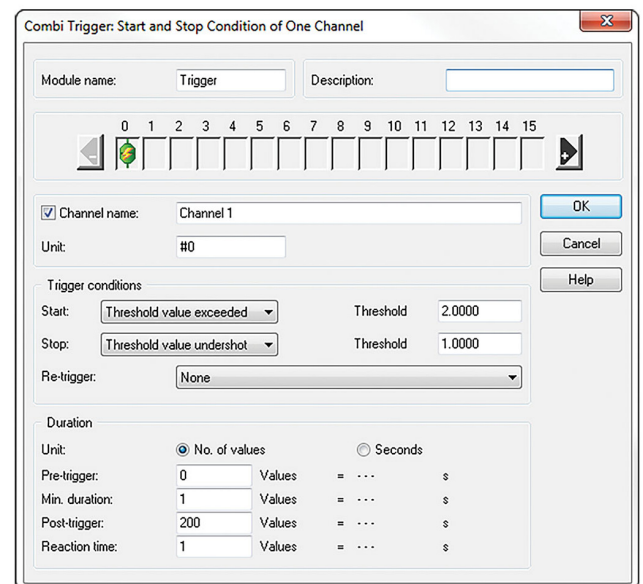 Combi Trigger: Start and Stop Condition of One Channel
Module name: Trigger Description:
0 1 2 3 4 5 6 7 8 9 10 11 12 13 14 15
Channel name: Channel 1
Unit: #0
OK
Cancel
Help
Trigger conditions
Start: Threshold value exceeded Threshold 2.0000
Stop: Threshold value undershot Threshold 1.0000
Re-trigger: None
Duration
Unit: No. of values Seconds
Pre-trigger: 0 Values = --- s
Min. duration: 1 Values = --- s
Post-trigger: 200 Values = --- s
Reaction time: 1 Values = --- s